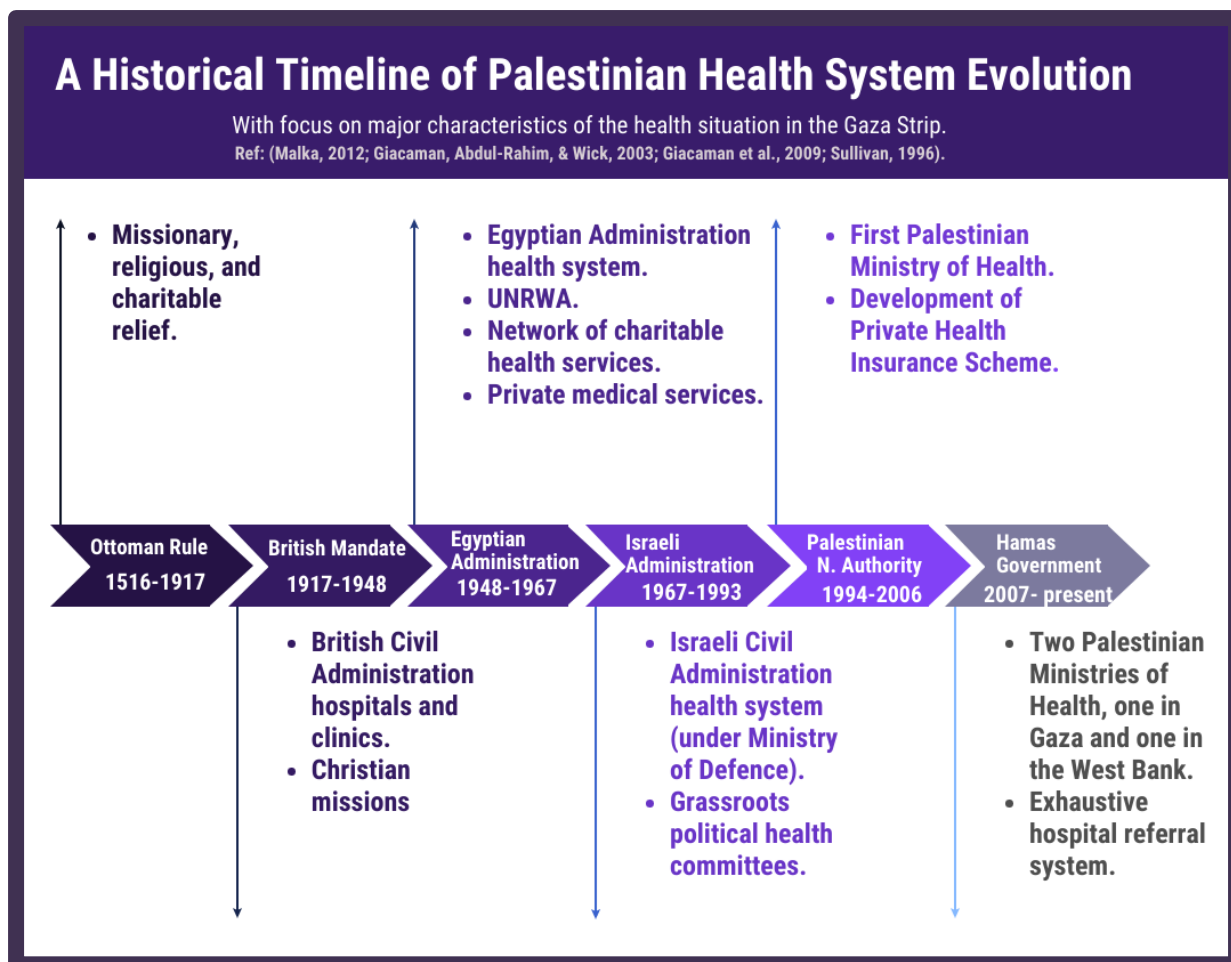 A Historical Timeline of Palestinian Health System Evolution
With focus on major characteristics of the health situation in the Gaza Strip.
Ref: (Malka, 2012; Giacaman, Abdul-Rahim, & Wick, 2003; Giacaman et al., 2009; Sullivan, 1996).
• Missionary,
religious, and
charitable
relief.
• Egyptian Administration
health system.
• UNRWA.
• Network of charitable
health services.
• Private medical services.
• First Palestinian
Ministry of Health.
• Development of
Private Health
Insurance Scheme.
Ottoman Rule
1516-1917
British Mandate
1917-1948
Egyptian
Administration
1948-1967
Israeli
Administration
1967-1993
Palestinian
N. Authority
1994-2006
Hamas
Government
2007- present
• British Civil
Administration
hospitals and
clinics.
• Christian
missions
• Israeli Civil
Administration
health system
(under Ministry
of Defence).
• Grassroots
political health
committees.
• Two Palestinian
Ministries of
Health, one in
Gaza and one in
the West Bank.
• Exhaustive
hospital referral
system.